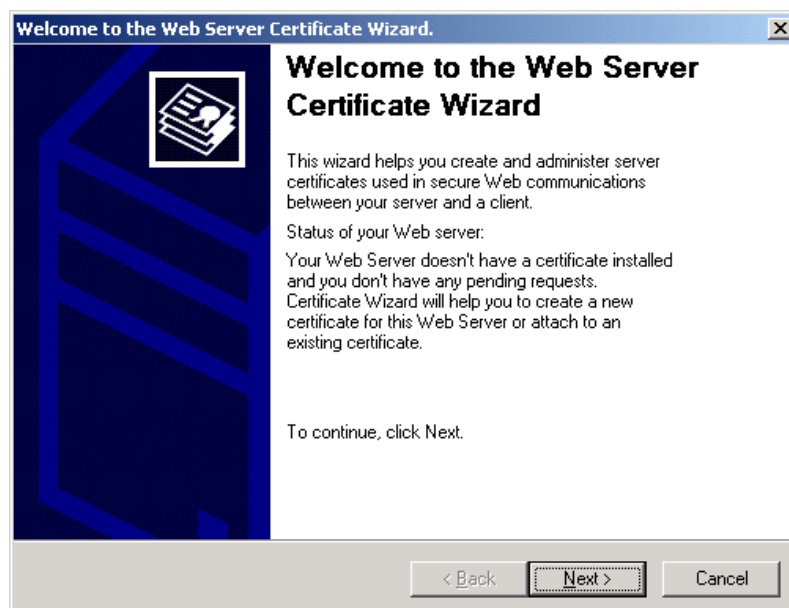 Welcome to the Web Server Certificate Wizard.
Welcome to the Web Server
Certificate Wizard
This wizard helps you create and administer server
certificates used in secure Web communications
between your server and a client.
Status of your Web server:
Your Web Server doesn't have a certificate installed
and you don't have any pending requests.
Certificate Wizard will help you to create a new
certificate for this Web Server or attach to an
existing certificate.
To continue, click Next.
< Back
Next >
Cancel